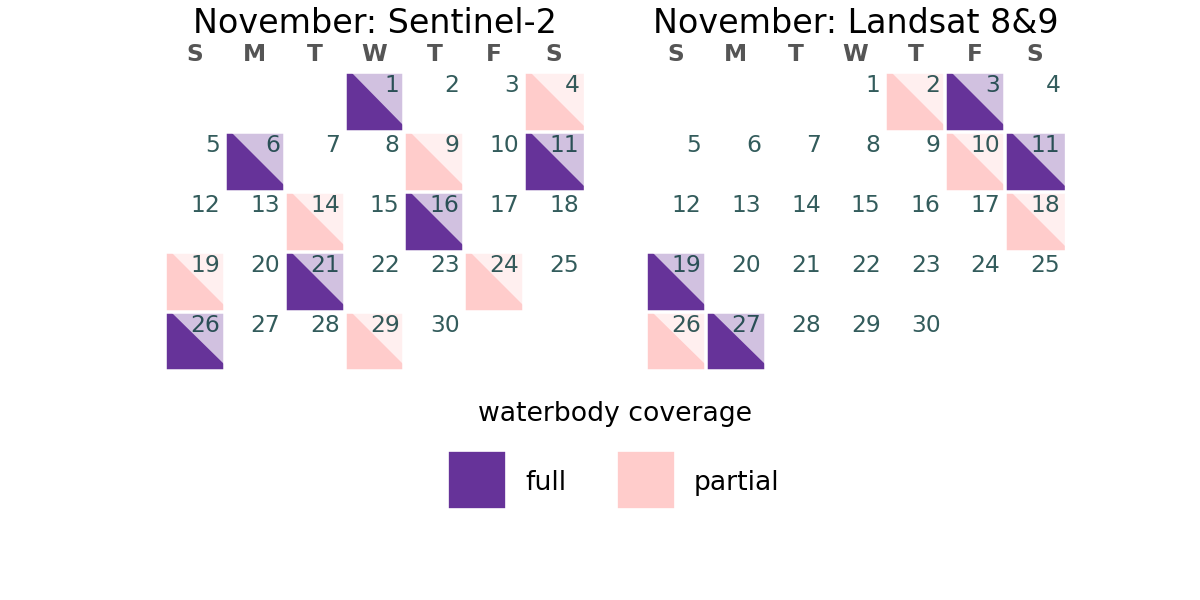 November: Sentinel-2
S M T W T F S
1 2 3 4
5 6 7 8 9 10 11
12 13 14 15 16 17 18
19 20 21 22 23 24 25
26 27 28 29 30
November: Landsat 8&9
S M T W T F S
1 2 3 4
5 6 7 8 9 10 11
12 13 14 15 16 17 18
19 20 21 22 23 24 25
26 27 28 29 30
waterbody coverage
full
partial